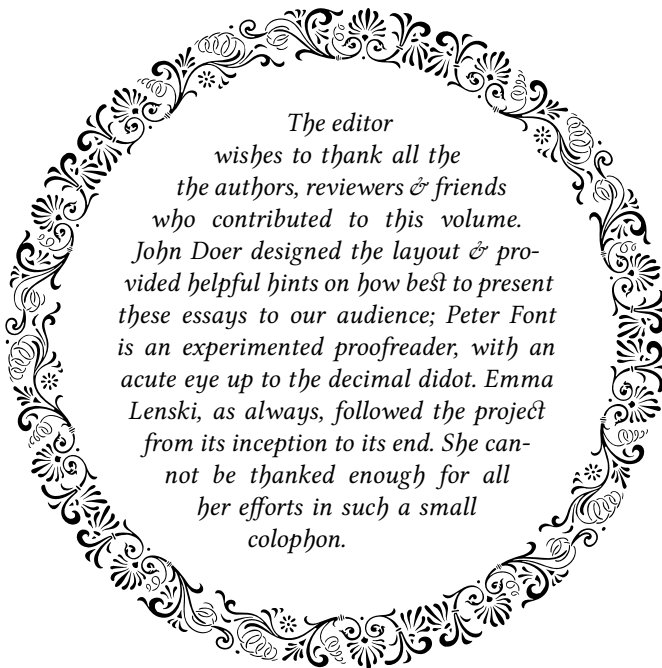 The editor
wishes to thank all the
the authors, reviewers & friends
who contributed to this volume.
John Doer designed the layout & pro-
vided helpful hints on how best to present
these essays to our audience; Peter Font
is an experimented proofreader, with an
acute eye up to the decimal didot. Emma
Lenski, as always, followed the project
from its inception to its end. She can-
not be thanked enough for all
her efforts in such a small
colophon.